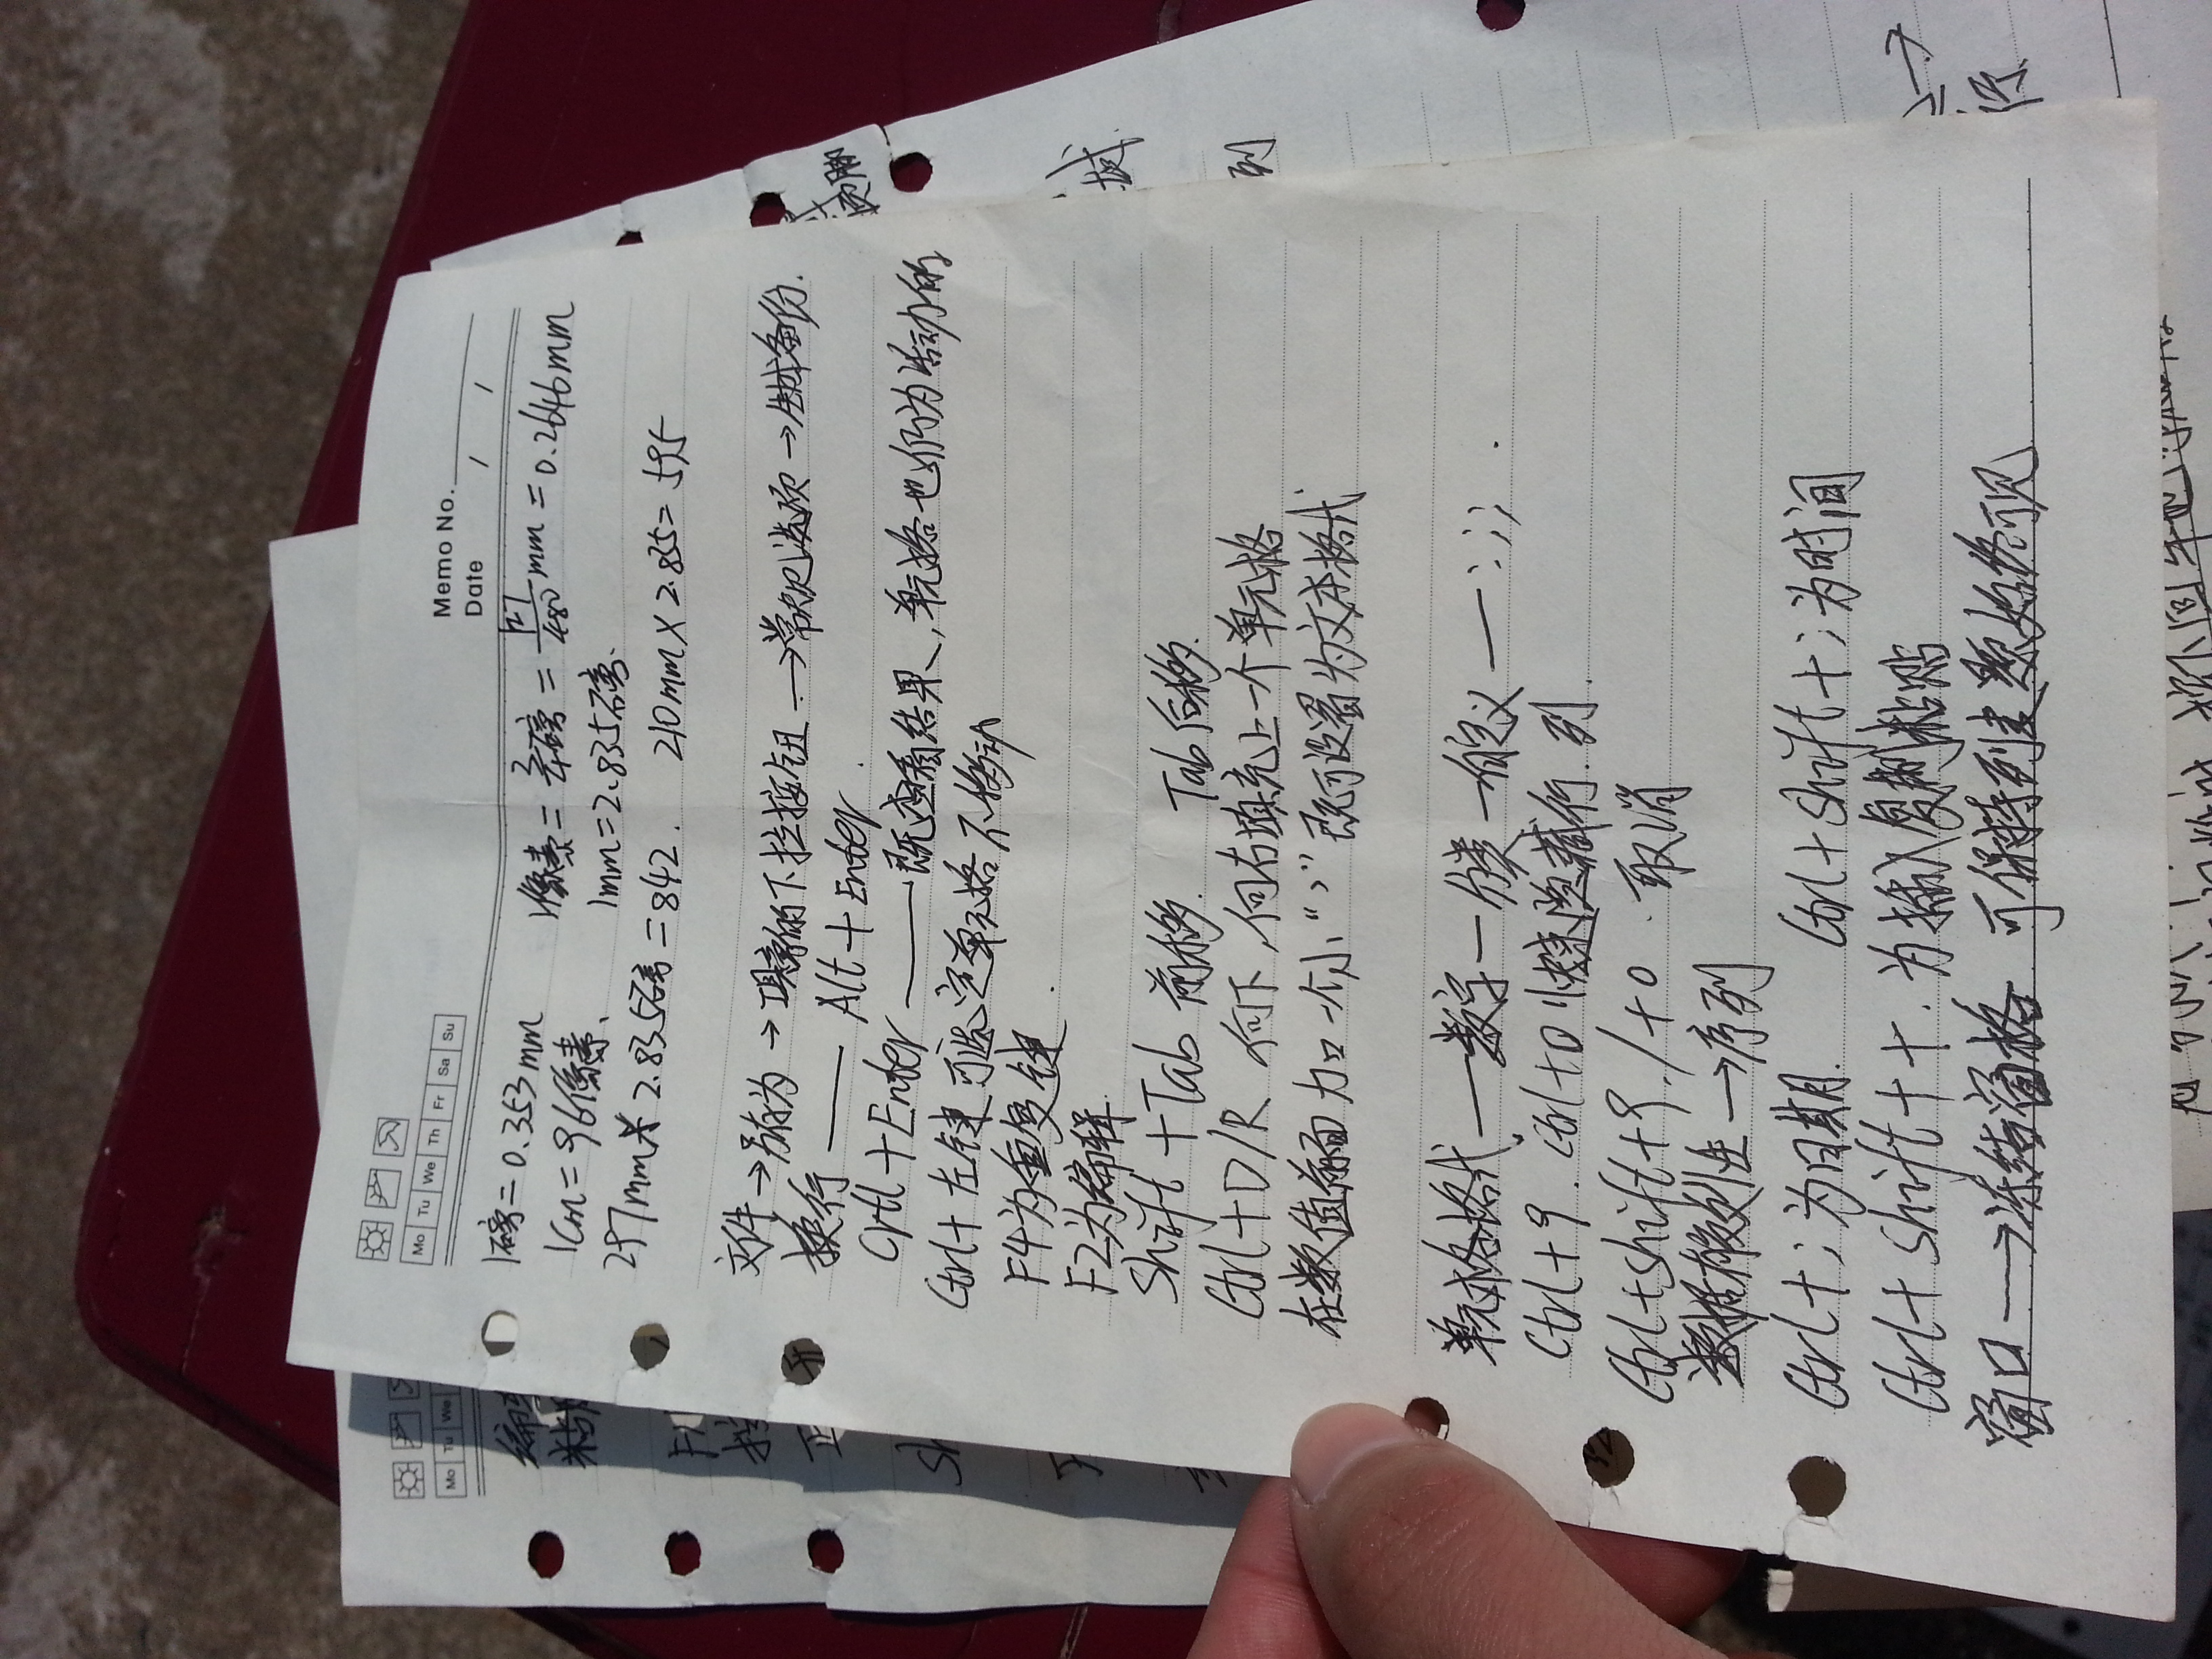 Mo Tu We Th Fr Sa Su
Memo No.
Date / /
1磅=0.353mm 1像素=3/4磅=127/480mm=0.2646mm
1Cm=96像素、 1mm=2.835磅.
297mm×2.835磅=842. 210mm×2.835=595
文件→另存为→工具旁的下拉按钮→常规选项→生成备份.
换行——Alt+Enter.
Crtl+Enter——既查看结果,单元格也仍为活动的
Ctrl+左键可选定单元格不移动
F4为重复键.
F2为编辑.
Shift+Tab前移. Tab后移.
Ctrl+D/R 向下,向右填充上一个单元格
在数值前面加一个小“,”既可设置为文本格式
单元格格式—数字—分类—自定义—:;;.
Ctrl+9.Ctrl+0快速隐藏行.列.
Ctrl+shift+9./+0.取消
数据有效性→序列
Ctrl+;为日期. Ctrl+shift+;为时间
Ctrl+shift++.为插入复制粘贴
窗口→冻结窗格 可保持列表题始终可见
Mo Tu We
页脚
域.
列
行